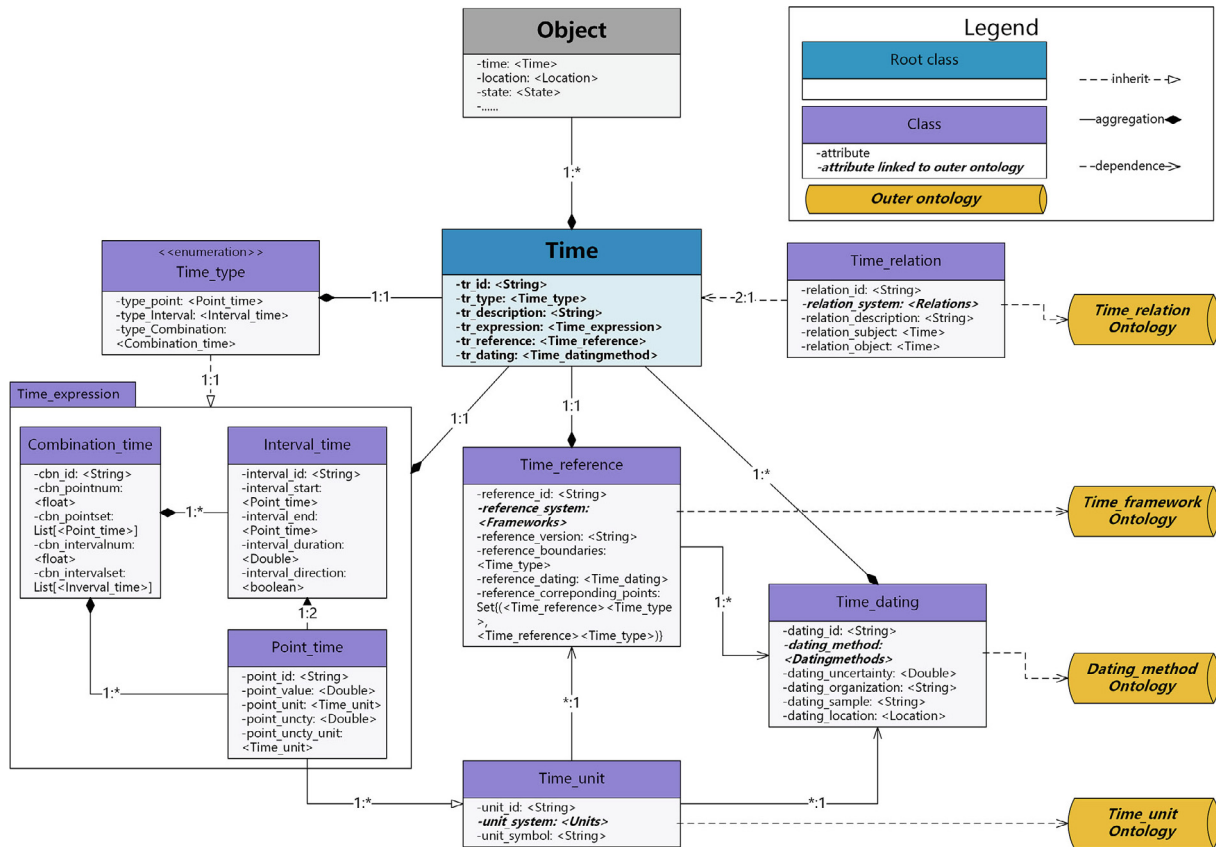 Object
-time: <Time>
-location: <Location>
-state: <State>
-......
Legend
Root class
Class
-attribute
-attribute linked to outer ontology
Outer ontology
inherit
aggregation
dependence
1:*
<<enumeration>>
Time_type
-type_point: <Point_time>
-type_Interval: <Interval_time>
-type_Combination:
<Combination_time>
1:1
Time
-tr_id: <String>
-tr_type: <Time_type>
-tr_description: <String>
-tr_expression: <Time_expression>
-tr_reference: <Time_reference>
-tr_dating: <Time_datingmethod>
2:1
Time_relation
-relation_id: <String>
-relation_system: <Relations>
-relation_description: <String>
-relation_subject: <Time>
-relation_object: <Time>
Time_relation
Ontology
1:1
1:1
1:1
1:*
Time_expression
Combination_time
-cbn_id: <String>
-cbn_pointnum:
<float>
-cbn_pointset:
List[<Point_time>]
-cbn_intervalnum:
<float>
-cbn_intervalset:
List[<Inverval_time>]
1:*
Interval_time
-interval_id: <String>
-interval_start:
<Point_time>
-interval_end:
<Point_time>
-interval_duration:
<Double>
-interval_direction:
<boolean>
1:2
Point_time
-point_id: <String>
-point_value: <Double>
-point_unit: <Time_unit>
-point_uncty: <Double>
-point_uncty_unit:
<Time_unit>
1:*
Time_reference
-reference_id: <String>
-reference_system:
<Frameworks>
-reference_version: <String>
-reference_boundaries:
<Time_type>
-reference_dating: <Time_dating>
-reference_correponding_points:
Set{(<Time_reference><Time_type
>,
<Time_reference><Time_type>)}
Time_framework
Ontology
1:*
Time_dating
-dating_id: <String>
-dating_method:
<Datingmethods>
-dating_uncertainty: <Double>
-dating_organization: <String>
-dating_sample: <String>
-dating_location: <Location>
Dating_method
Ontology
*:1
1:*
Time_unit
-unit_id: <String>
-unit_system: <Units>
-unit_symbol: <String>
*:1
Time_unit
Ontology